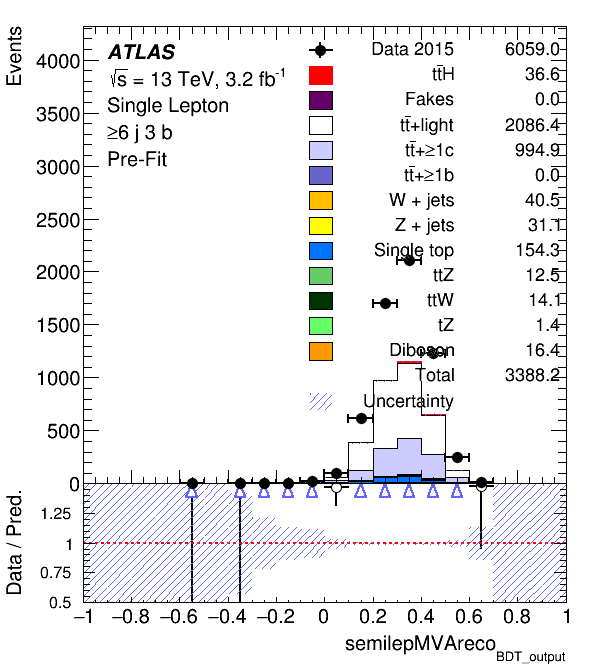 Events
4000
3500
3000
2500
2000
1500
1000
500
0
ATLAS
√s = 13 TeV, 3.2 fb-1
Single Lepton
≥6 j 3 b
Pre-Fit
Data 2015 6059.0
tt̄H 36.6
Fakes 0.0
tt̄+light 2086.4
tt̄+≥1c 994.9
tt̄+≥1b 0.0
W + jets 40.5
Z + jets 31.1
Single top 154.3
ttZ 12.5
ttW 14.1
tZ 1.4
Diboson 16.4
Total 3388.2
Uncertainty
Data / Pred.
1.25
1
0.75
0.5
−1 −0.8 −0.6 −0.4 −0.2 0 0.2 0.4 0.6 0.8 1
semilepMVAreco_BDT_output